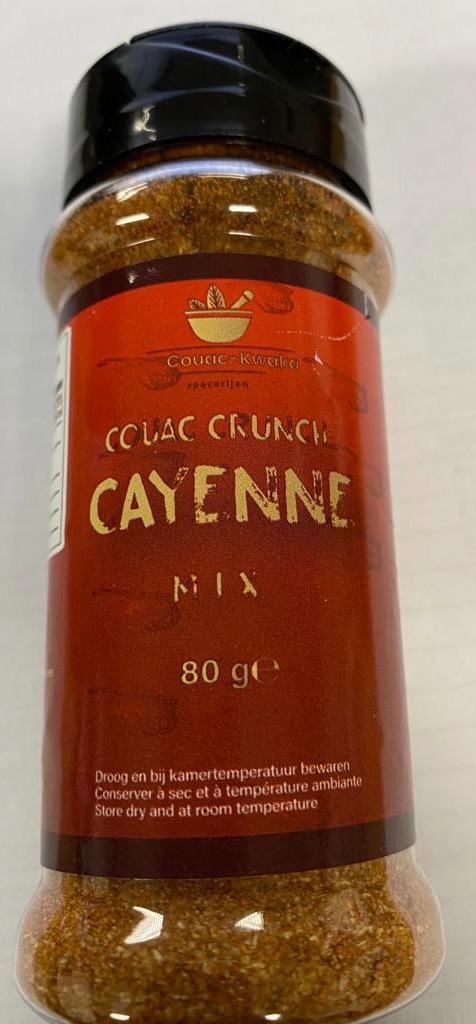 Couac-Kwaka
specerijen
COUAC CRUNCH
CAYENNE
MIX
80 g℮
Droog en bij kamertemperatuur bewaren
Conserver à sec et à température ambiante
Store dry and at room temperature